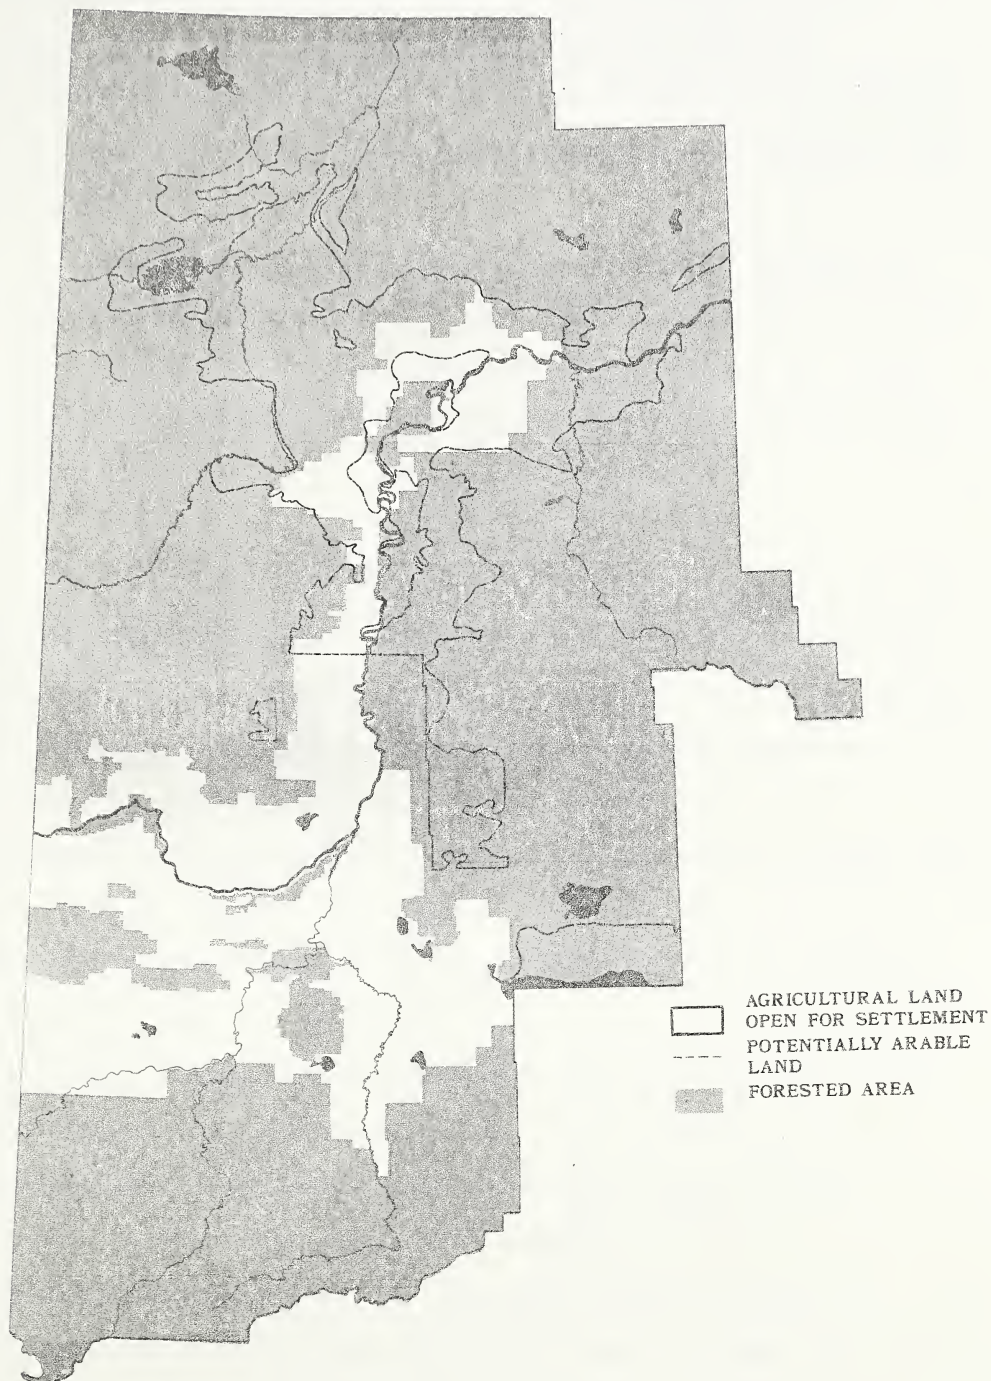 AGRICULTURAL LAND
OPEN FOR SETTLEMENT
POTENTIALLY ARABLE
LAND
FORESTED AREA